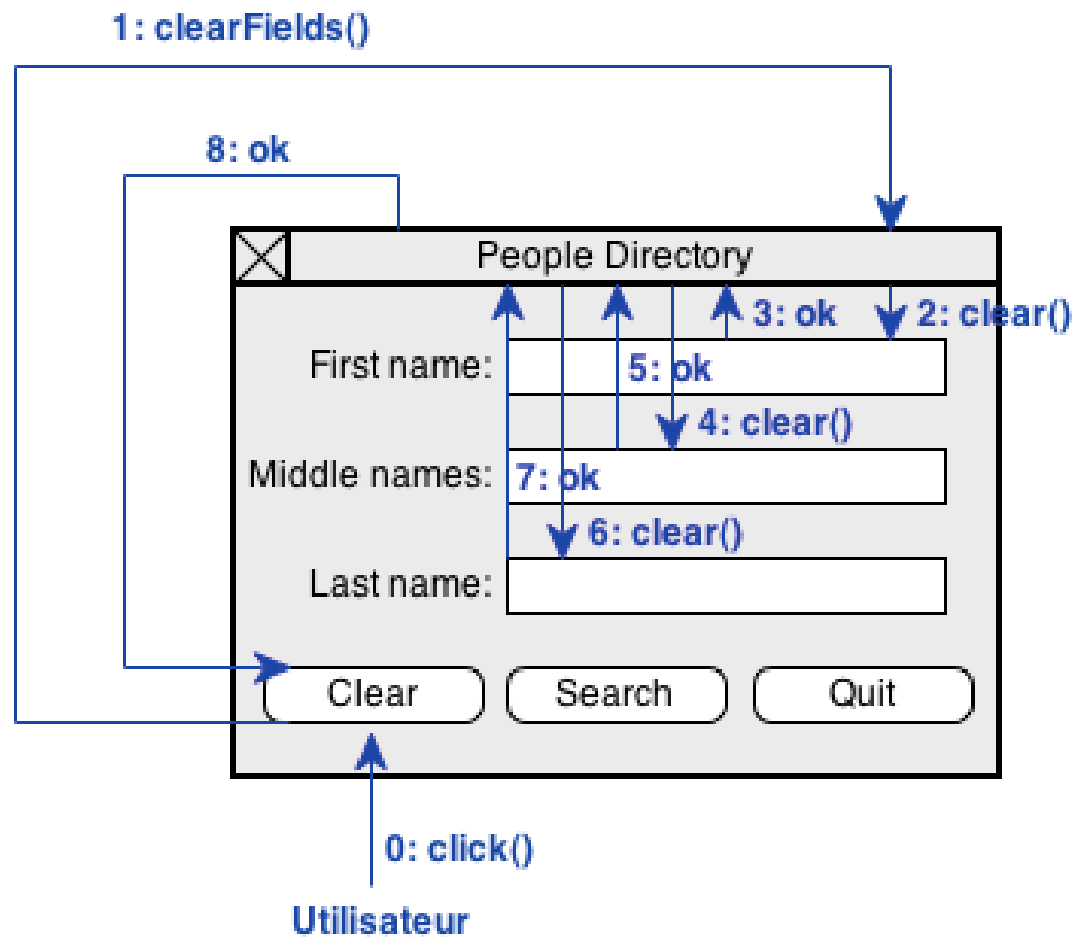 1: clearFields()
8: ok
People Directory
3: ok
2: clear()
First name:
5: ok
4: clear()
Middle names:
7: ok
6: clear()
Last name:
Clear
Search
Quit
0: click()
Utilisateur